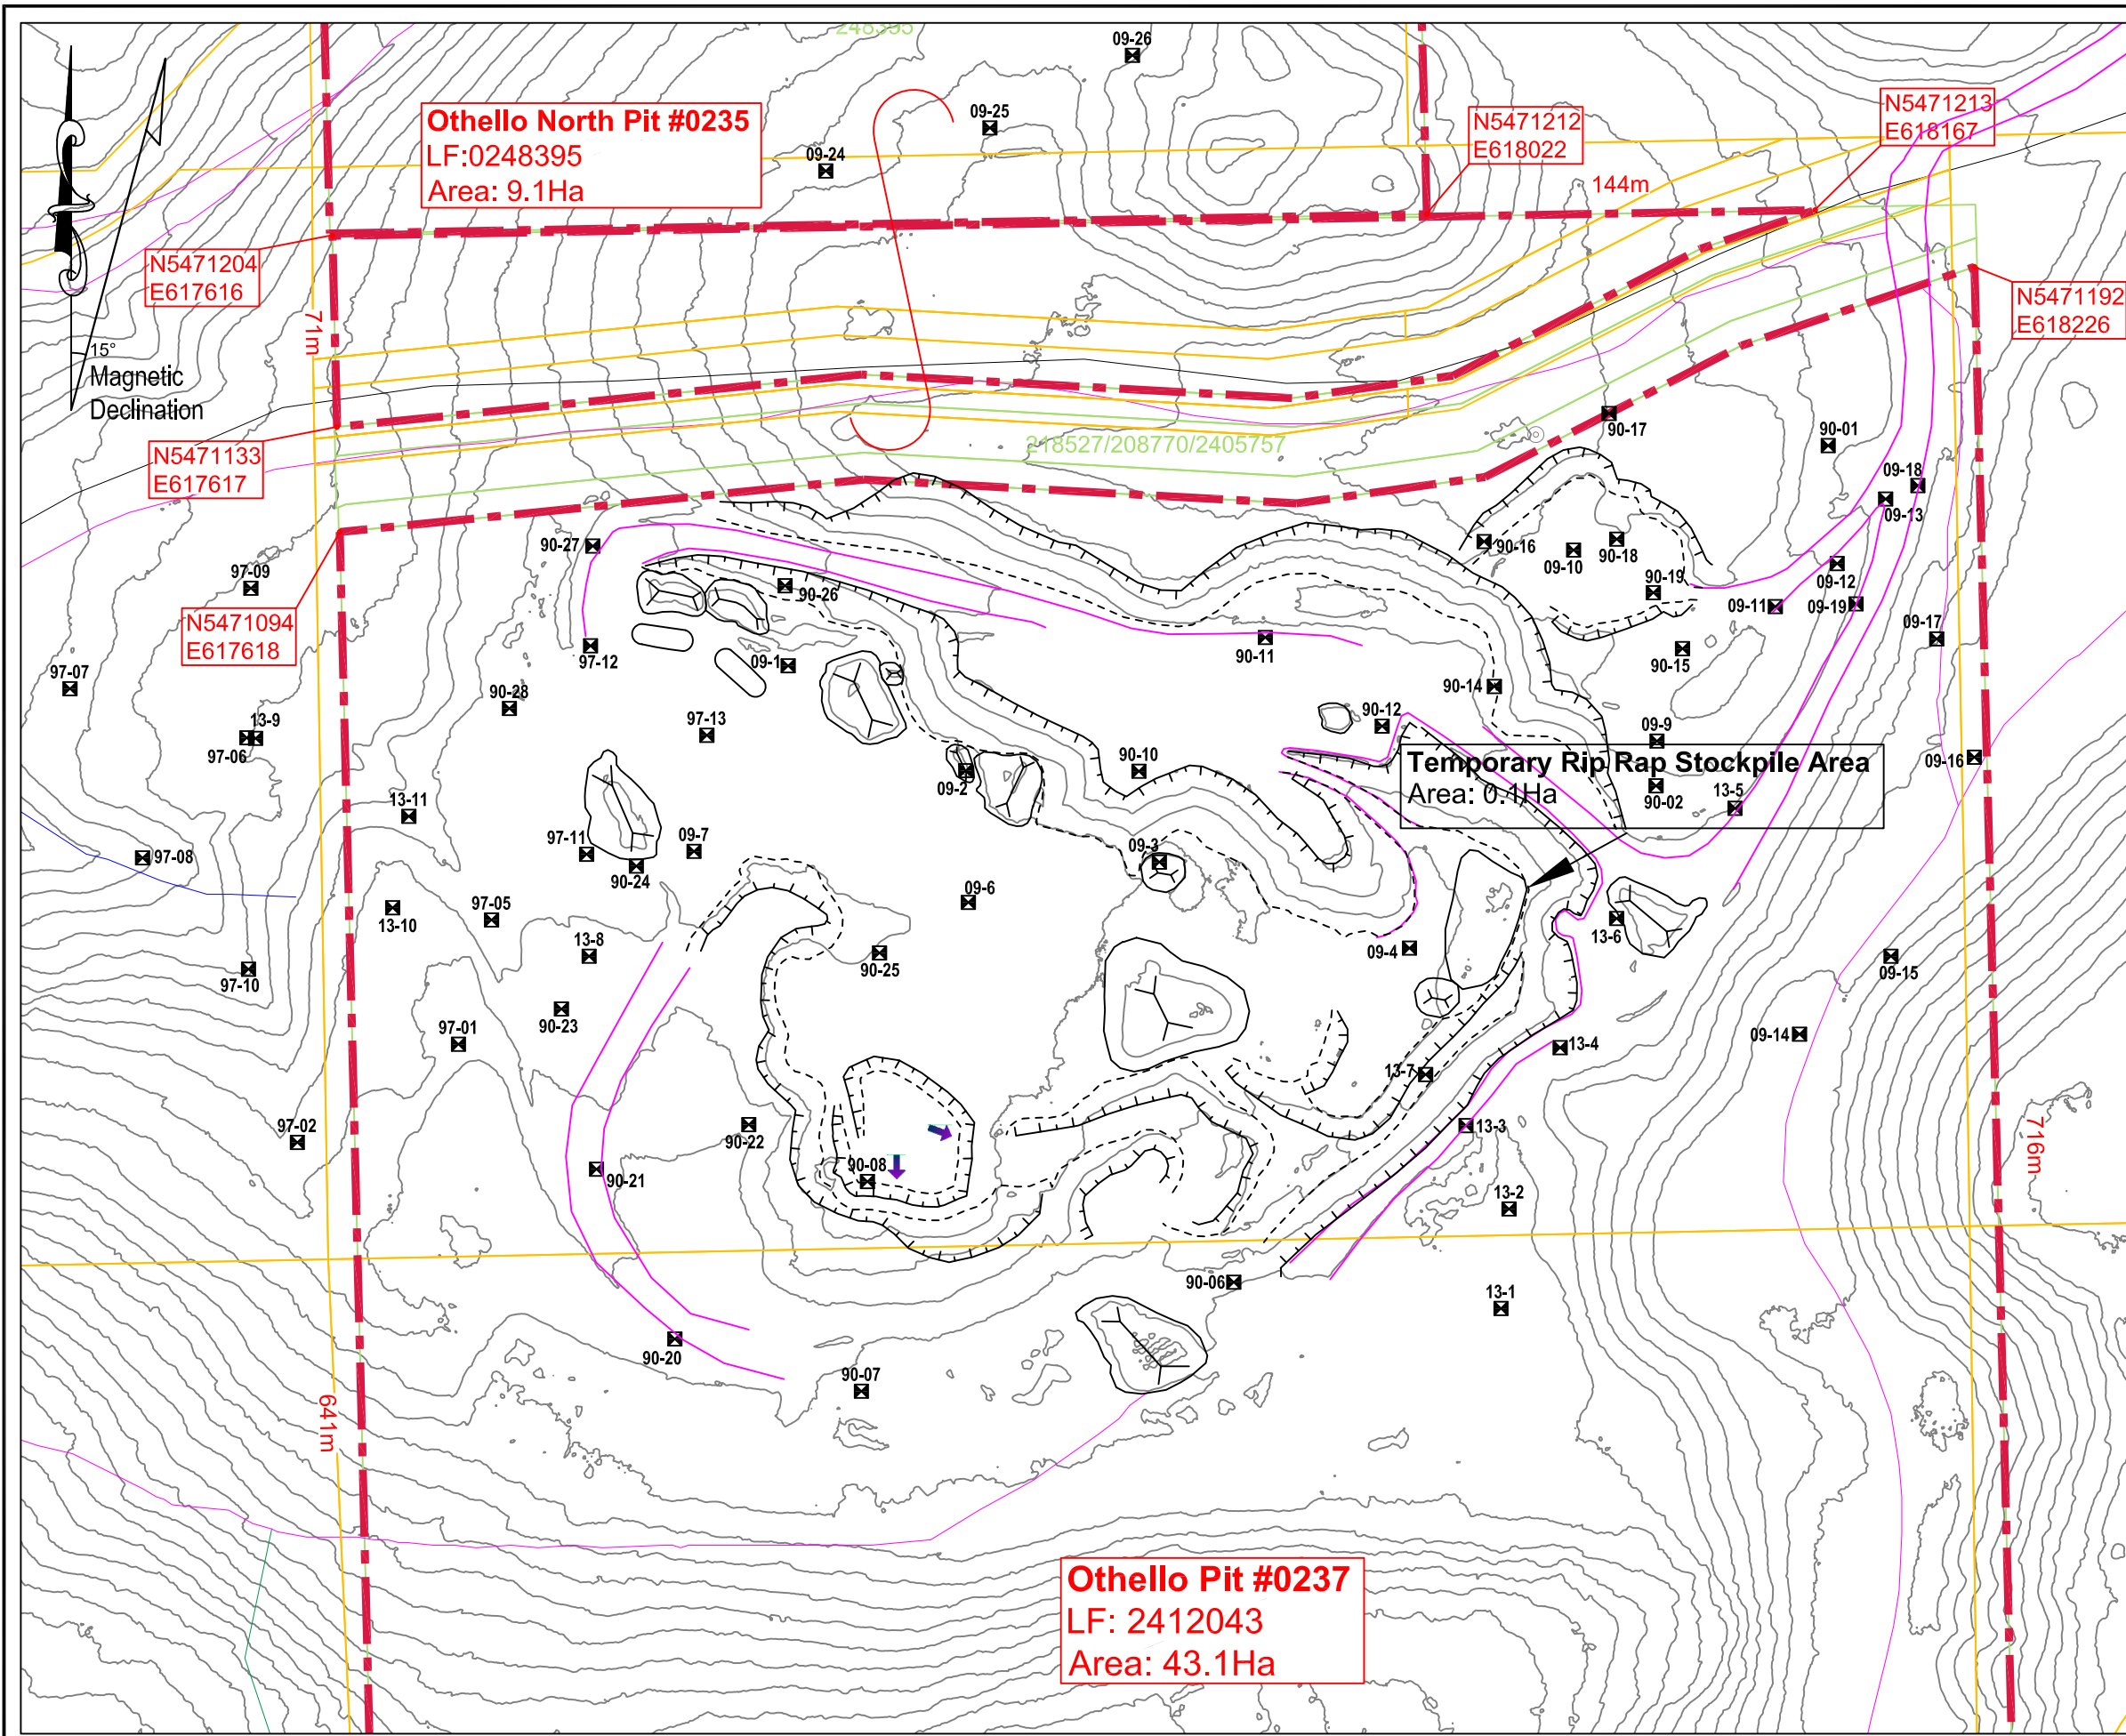 248395
09-26
09-25
09-24
Othello North Pit #0235
LF:0248395
Area: 9.1Ha
N5471212
E618022
N5471213
E618167
144m
N5471204
E617616
N5471192
E618226
71m
15°
Magnetic
Declination
N5471133
E617617
218527/208770/2405757
90-17
90-01
09-18
09-13
90-27
90-16
09-10
90-18
97-09
90-26
90-19
09-12
09-11
09-19
N5471094
E617618
97-12
09-1
90-11
90-15
09-17
97-07
90-28
90-14
13-9
97-06
97-13
90-12
09-9
90-10
09-2
Temporary Rip Rap Stockpile Area
Area: 0.1Ha
90-02
13-5
09-16
13-11
97-08
97-11
90-24
09-7
09-3
09-6
13-10
97-05
13-8
90-25
09-4
13-6
09-15
97-10
90-23
97-01
09-14
13-4
13-7
97-02
90-22
13-3
716m
90-21
90-08
13-2
90-06
13-1
90-20
90-07
641m
Othello Pit #0237
LF: 2412043
Area: 43.1Ha